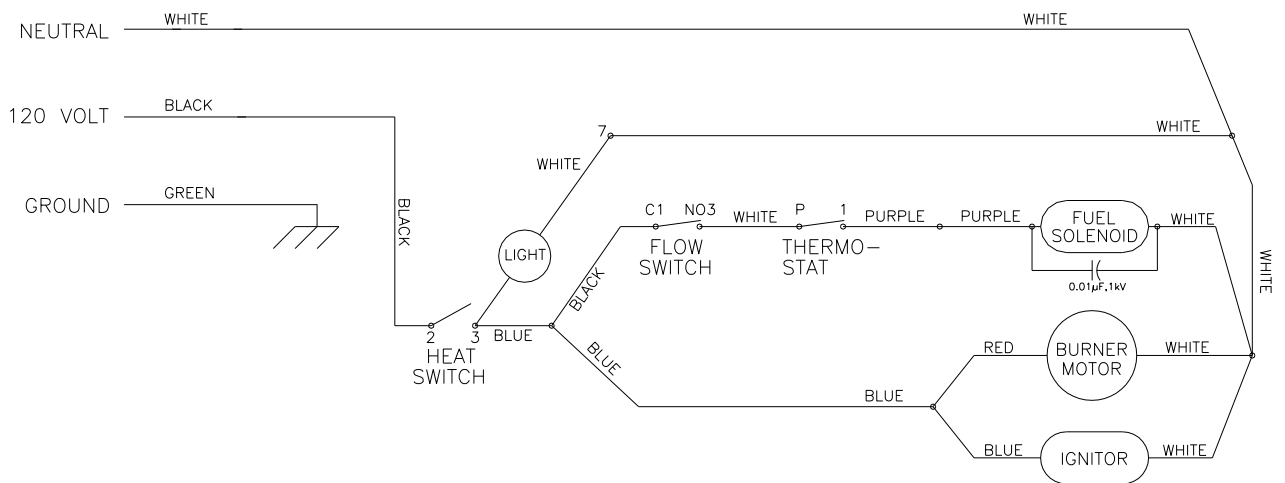 WHITE
WHITE
NEUTRAL
BLACK
120 VOLT
7
WHITE
WHITE
GREEN
GROUND
BLACK
C1
NO3
WHITE
P
1
PURPLE
PURPLE
FUEL
SOLENOID
WHITE
FLOW
SWITCH
THERMO-
STAT
LIGHT
BLACK
0.01µF,1kV
WHITE
2
3
BLUE
HEAT
SWITCH
BLUE
RED
BURNER
MOTOR
WHITE
BLUE
BLUE
IGNITOR
WHITE